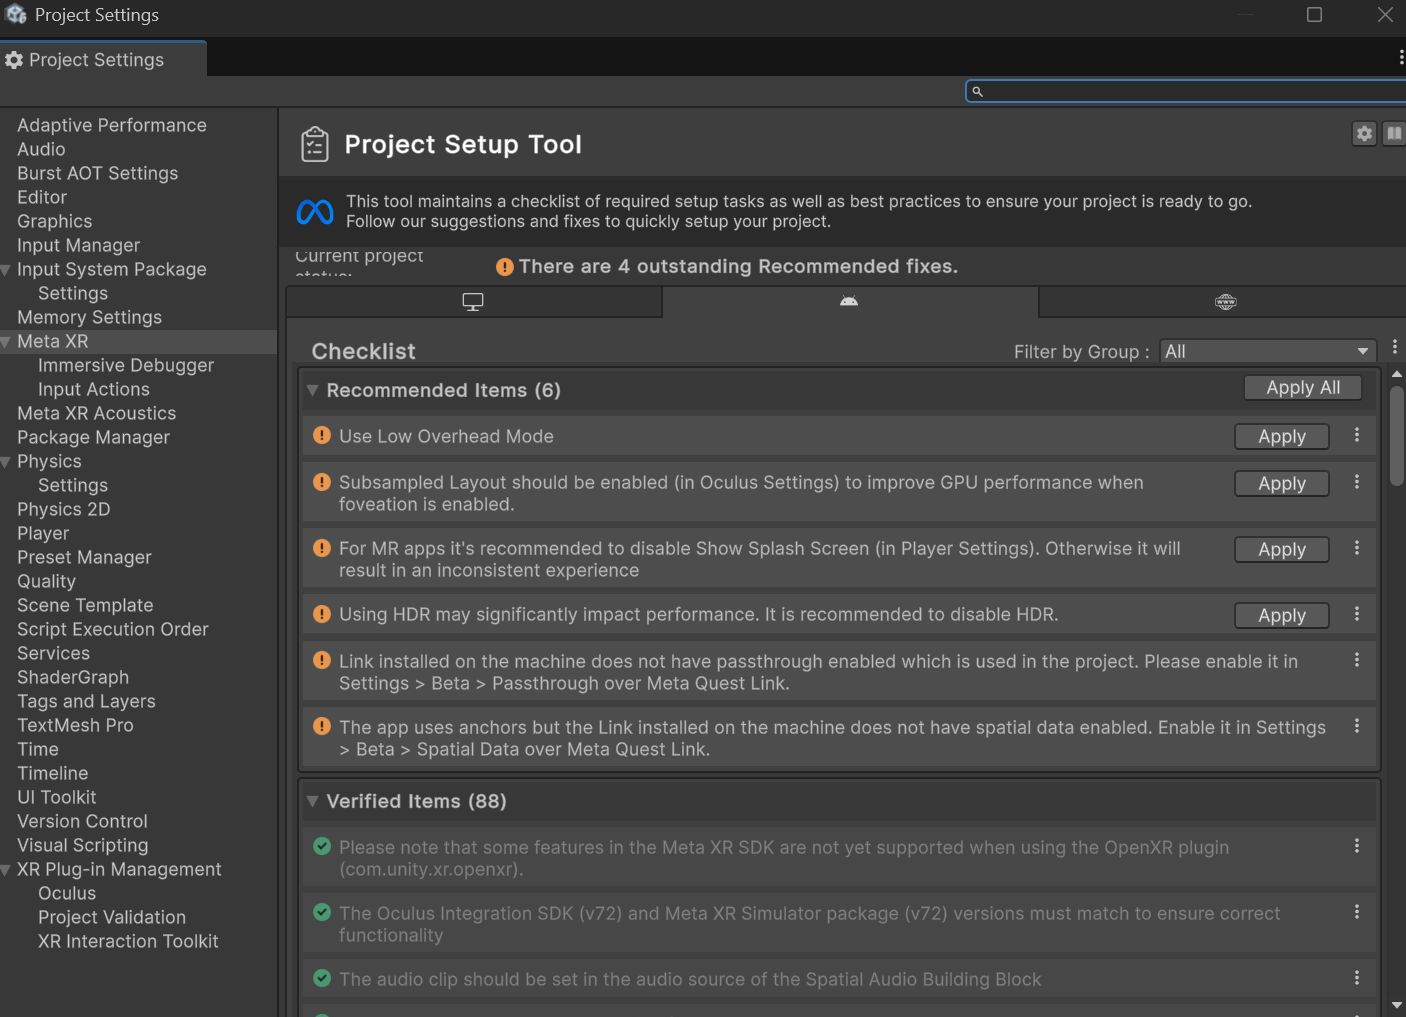 Project Settings
Project Settings
Adaptive Performance
Audio
Burst AOT Settings
Editor
Graphics
Input Manager
Input System Package
Settings
Memory Settings
Meta XR
Immersive Debugger
Input Actions
Meta XR Acoustics
Package Manager
Physics
Settings
Physics 2D
Player
Preset Manager
Quality
Scene Template
Script Execution Order
Services
ShaderGraph
Tags and Layers
TextMesh Pro
Time
Timeline
UI Toolkit
Version Control
Visual Scripting
XR Plug-in Management
Oculus
Project Validation
XR Interaction Toolkit
Project Setup Tool
This tool maintains a checklist of required setup tasks as well as best practices to ensure your project is ready to go.
Follow our suggestions and fixes to quickly setup your project.
Current project
status:
There are 4 outstanding Recommended fixes.
WWW
Checklist
Filter by Group : All
Recommended Items (6) Apply All
Use Low Overhead Mode Apply
Subsampled Layout should be enabled (in Oculus Settings) to improve GPU performance when
foveation is enabled.
Apply
For MR apps it's recommended to disable Show Splash Screen (in Player Settings). Otherwise it will
result in an inconsistent experience
Apply
Using HDR may significantly impact performance. It is recommended to disable HDR. Apply
Link installed on the machine does not have passthrough enabled which is used in the project. Please enable it in
Settings > Beta > Passthrough over Meta Quest Link.
The app uses anchors but the Link installed on the machine does not have spatial data enabled. Enable it in Settings
> Beta > Spatial Data over Meta Quest Link.
Verified Items (88)
Please note that some features in the Meta XR SDK are not yet supported when using the OpenXR plugin
(com.unity.xr.openxr).
The Oculus Integration SDK (v72) and Meta XR Simulator package (v72) versions must match to ensure correct
functionality
The audio clip should be set in the audio source of the Spatial Audio Building Block